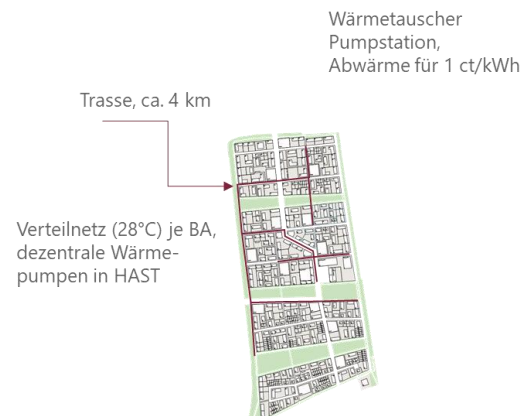 Wärmetauscher
Pumpstation,
Abwärme für 1 ct/kWh
Trasse, ca. 4 km
Verteilnetz (28°C) je BA,
dezentrale Wärme-
pumpen in HAST